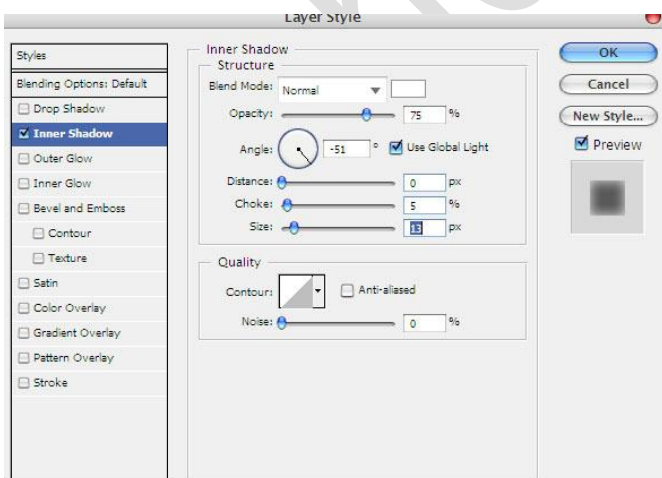 Layer Style
Styles
Blending Options: Default
Drop Shadow
Inner Shadow
Outer Glow
Inner Glow
Bevel and Emboss
Contour
Texture
Satin
Color Overlay
Gradient Overlay
Pattern Overlay
Stroke
Inner Shadow
Structure
Blend Mode: Normal
Opacity: 75 %
Angle: -51 ° Use Global Light
Distance: 0 px
Choke: 5 %
Size: 13 px
Quality
Contour: Anti-aliased
Noise: 0 %
OK
Cancel
New Style...
Preview